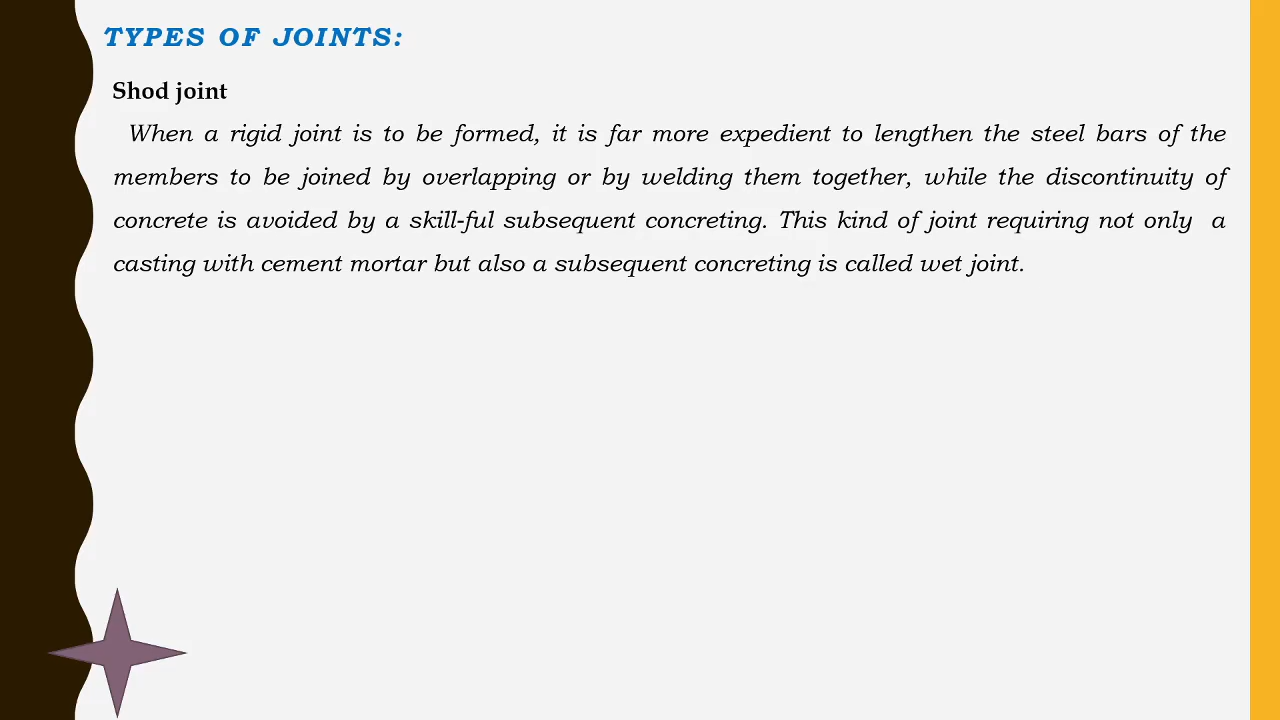 TYPES OF JOINTS:
Shod joint
When a rigid joint is to be formed, it is far more expedient to lengthen the steel bars of the
members to be joined by overlapping or by welding them together, while the discontinuity of
concrete is avoided by a skill-ful subsequent concreting. This kind of joint requiring not only a
casting with cement mortar but also a subsequent concreting is called wet joint.